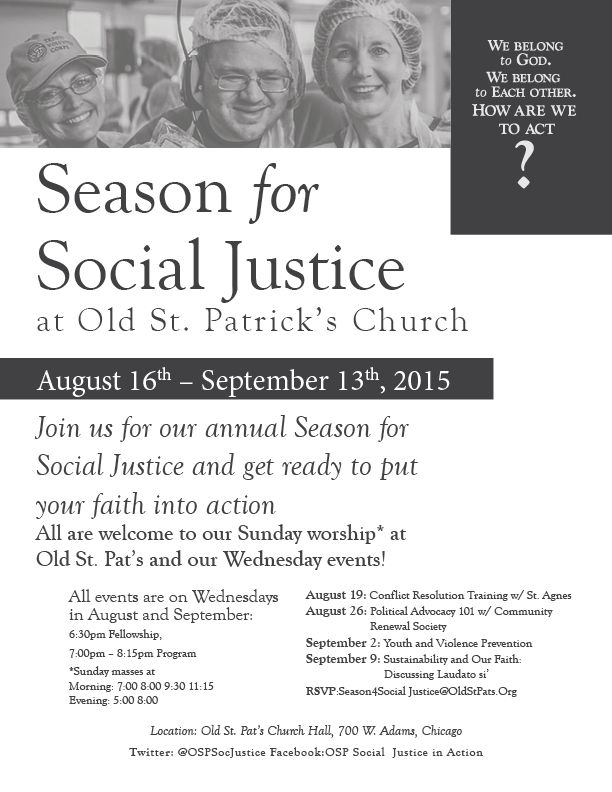 We belong
to God.
We belong
to Each other.
How are we
to act
?
Season for
Social Justice
at Old St. Patrick's Church
August 16th – September 13th, 2015
Join us for our annual Season for
Social Justice and get ready to put
your faith into action
All are welcome to our Sunday worship* at
Old St. Pat's and our Wednesday events!
All events are on Wednesdays
in August and September:
6:30pm Fellowship,
7:00pm – 8:15pm Program
*Sunday masses at
Morning: 7:00 8:00 9:30 11:15
Evening: 5:00 8:00
August 19: Conflict Resolution Training w/ St. Agnes
August 26: Political Advocacy 101 w/ Community
Renewal Society
September 2: Youth and Violence Prevention
September 9: Sustainability and Our Faith:
Discussing Laudato si'
RSVP:Season4Social Justice@OldStPats.Org
Location: Old St. Pat's Church Hall, 700 W. Adams, Chicago
Twitter: @OSPSocJustice Facebook:OSP Social Justice in Action